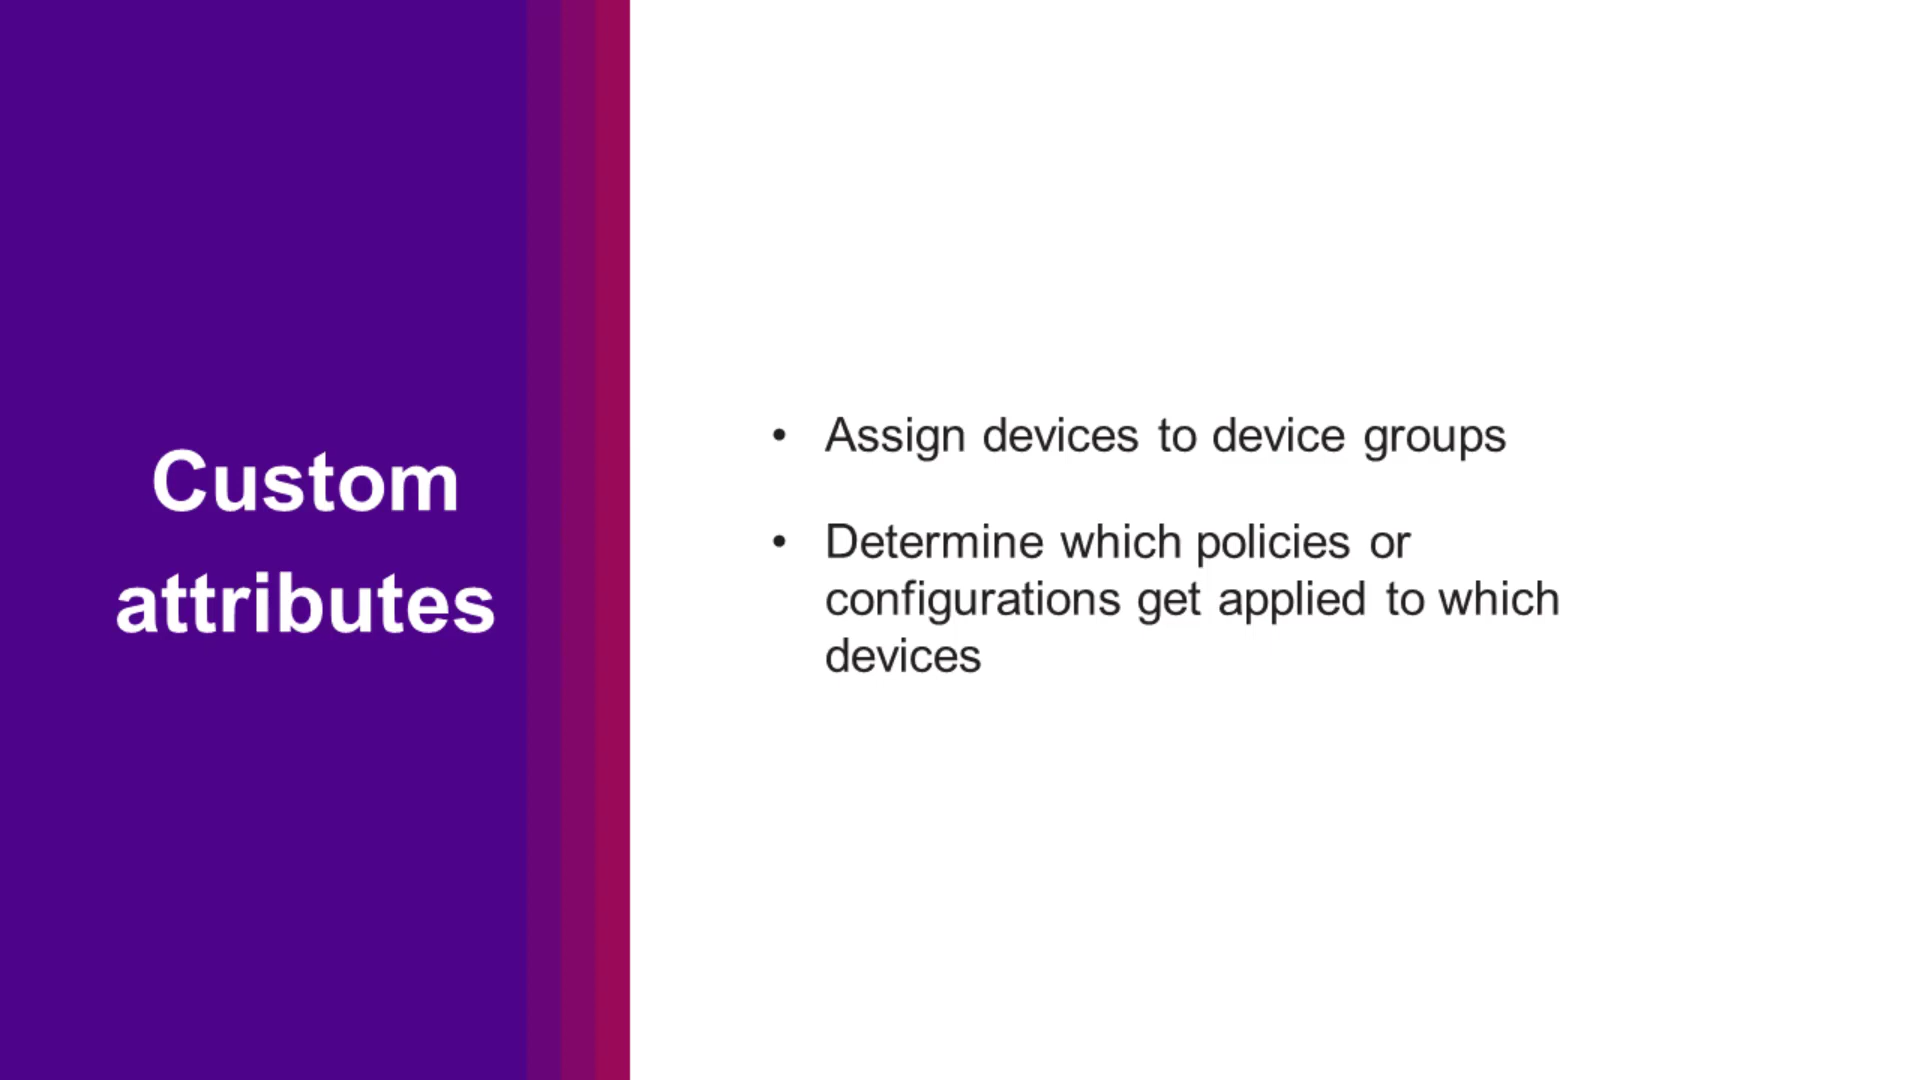 Custom
attributes
• Assign devices to device groups
• Determine which policies or
configurations get applied to which
devices